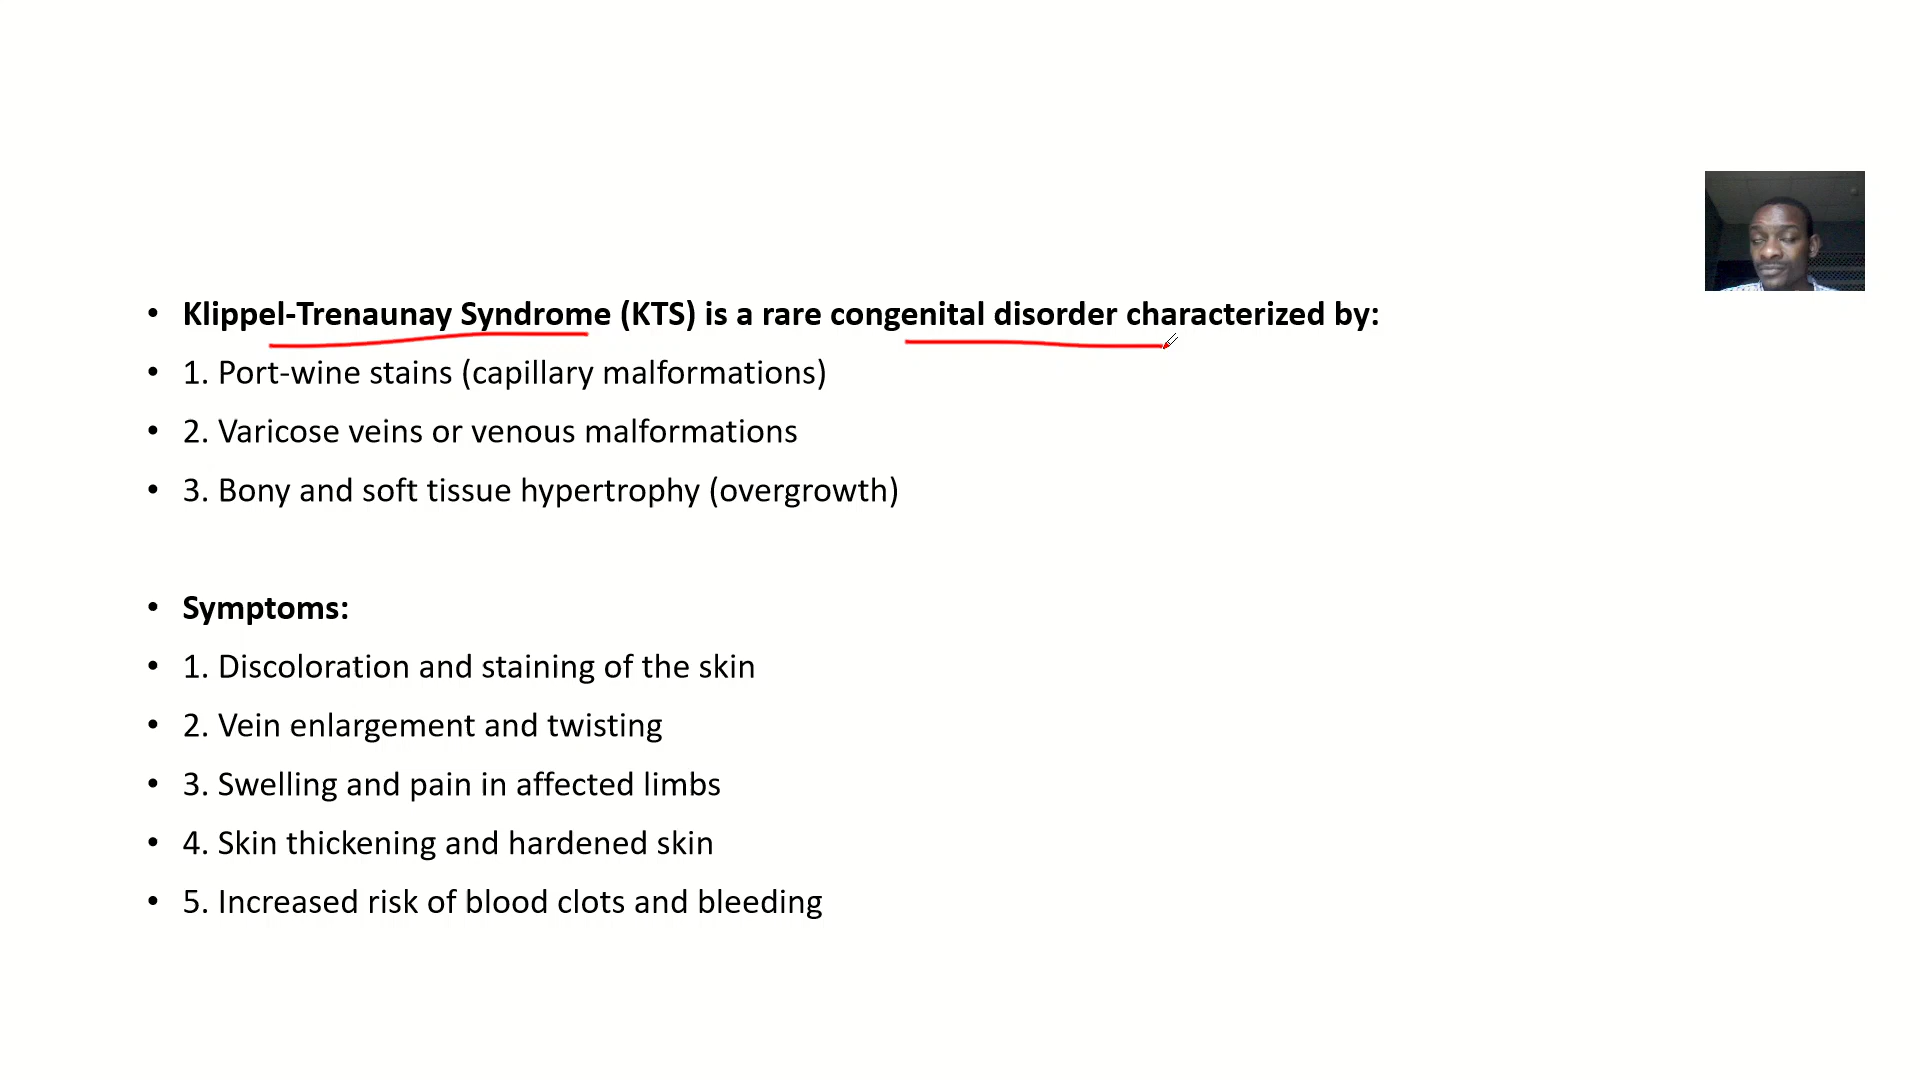 • Klippel-Trenaunay Syndrome (KTS) is a rare congenital disorder characterized by:
• 1. Port-wine stains (capillary malformations)
• 2. Varicose veins or venous malformations
• 3. Bony and soft tissue hypertrophy (overgrowth)
• Symptoms:
• 1. Discoloration and staining of the skin
• 2. Vein enlargement and twisting
• 3. Swelling and pain in affected limbs
• 4. Skin thickening and hardened skin
• 5. Increased risk of blood clots and bleeding